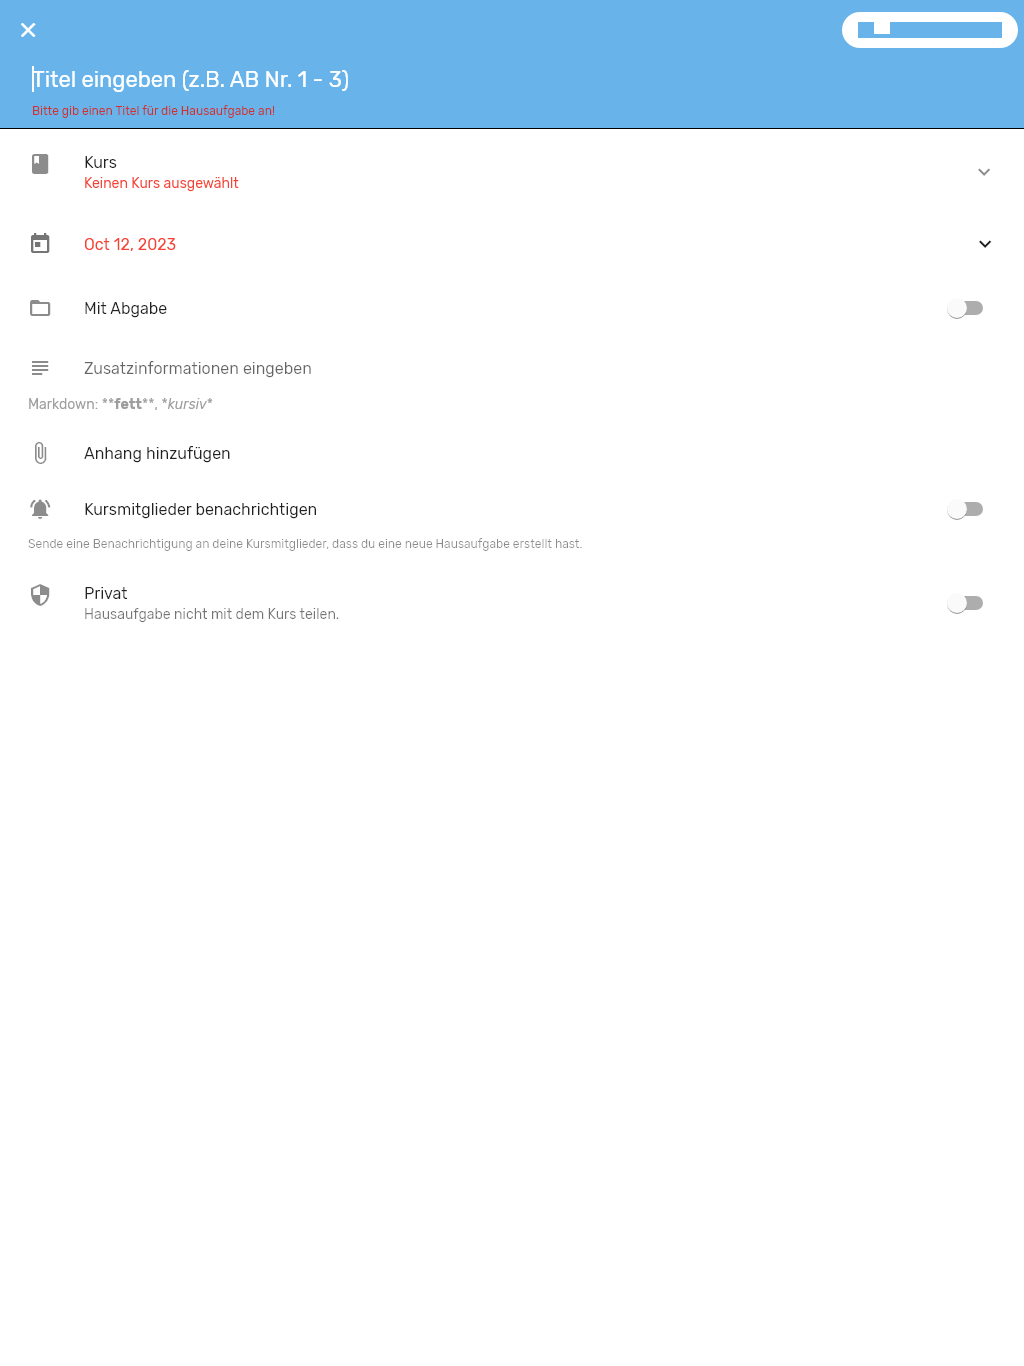 Titel eingeben (z.B. AB Nr. 1 - 3)
Bitte gib einen Titel für die Hausaufgabe an!
Kurs
Keinen Kurs ausgewählt
Oct 12, 2023
Mit Abgabe
Zusatzinformationen eingeben
Markdown: **fett**, *kursiv*
Anhang hinzufügen
Kursmitglieder benachrichtigen
Sende eine Benachrichtigung an deine Kursmitglieder, dass du eine neue Hausaufgabe erstellt hast.
Privat
Hausaufgabe nicht mit dem Kurs teilen.